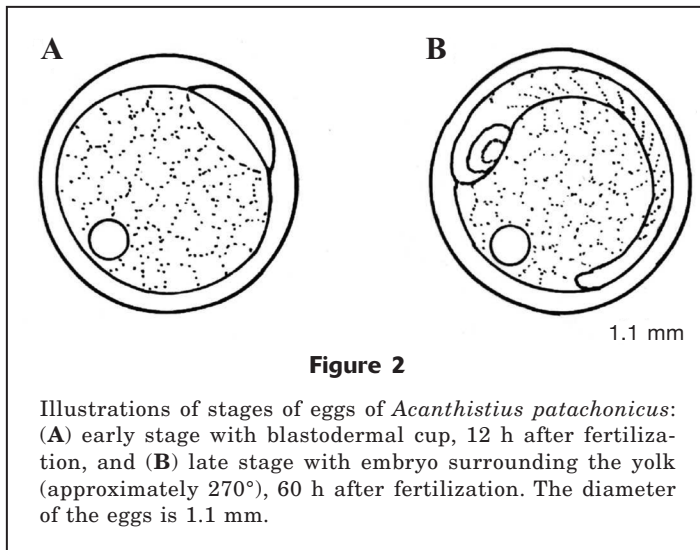 A
B
1.1 mm
Figure 2
Illustrations of stages of eggs of Acanthistius patachonicus:
(A) early stage with blastodermal cup, 12 h after fertiliza-
tion, and (B) late stage with embryo surrounding the yolk
(approximately 270°), 60 h after fertilization. The diameter
of the eggs is 1.1 mm.